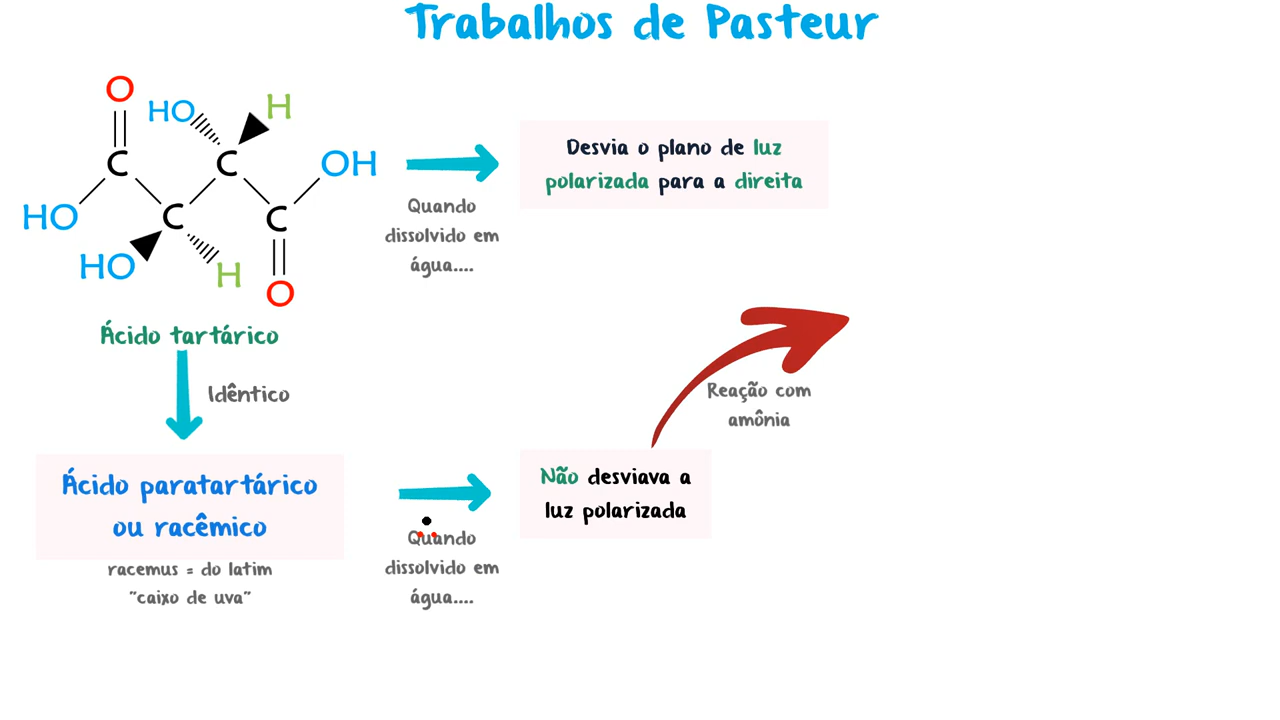 Trabalhos de Pasteur
O
HO
H
C
C
OH
HO
C
C
HO
H
O
Desvia o plano de luz
polarizada para a direita
Quando
dissolvido em
água....
Ácido tartárico
Idêntico
Reação com
amônia
Ácido paratartárico
ou racêmico
racemus = do latim
"caixo de uva"
Quando
dissolvido em
água....
Não desviava a
luz polarizada